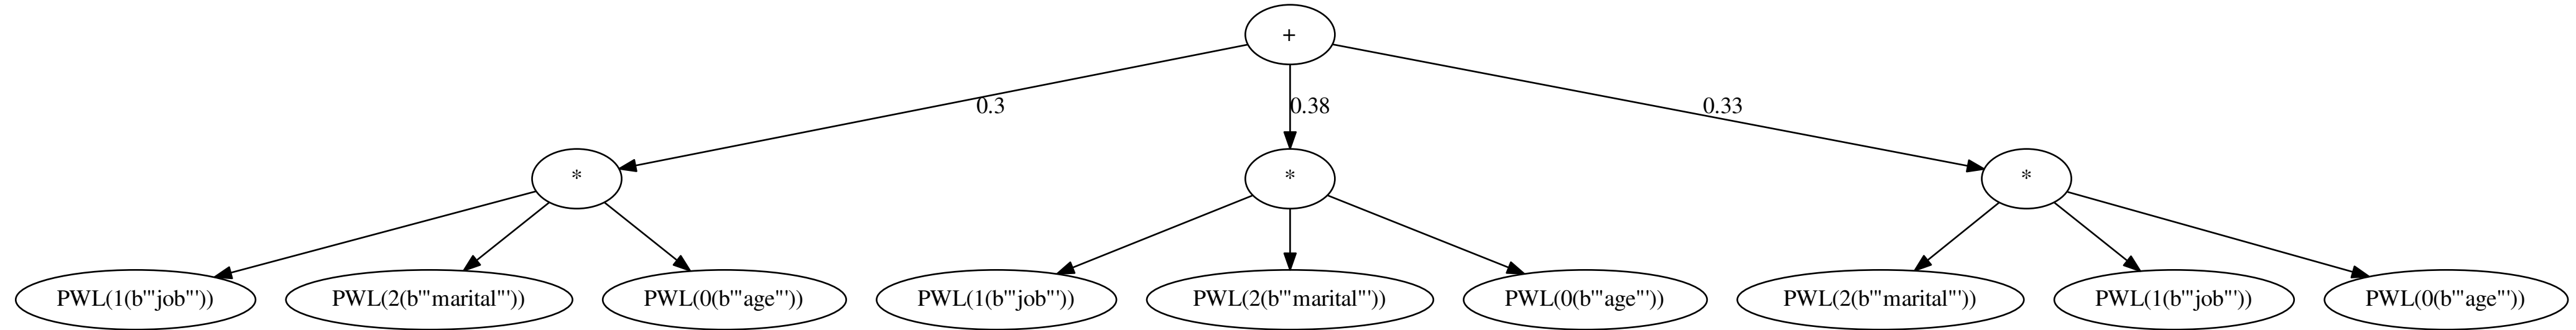 +
0.3
0.38
0.33
*
*
*
PWL(1(b'"job"'))
PWL(2(b'"marital"'))
PWL(0(b'"age"'))
PWL(1(b'"job"'))
PWL(2(b'"marital"'))
PWL(0(b'"age"'))
PWL(2(b'"marital"'))
PWL(1(b'"job"'))
PWL(0(b'"age"'))